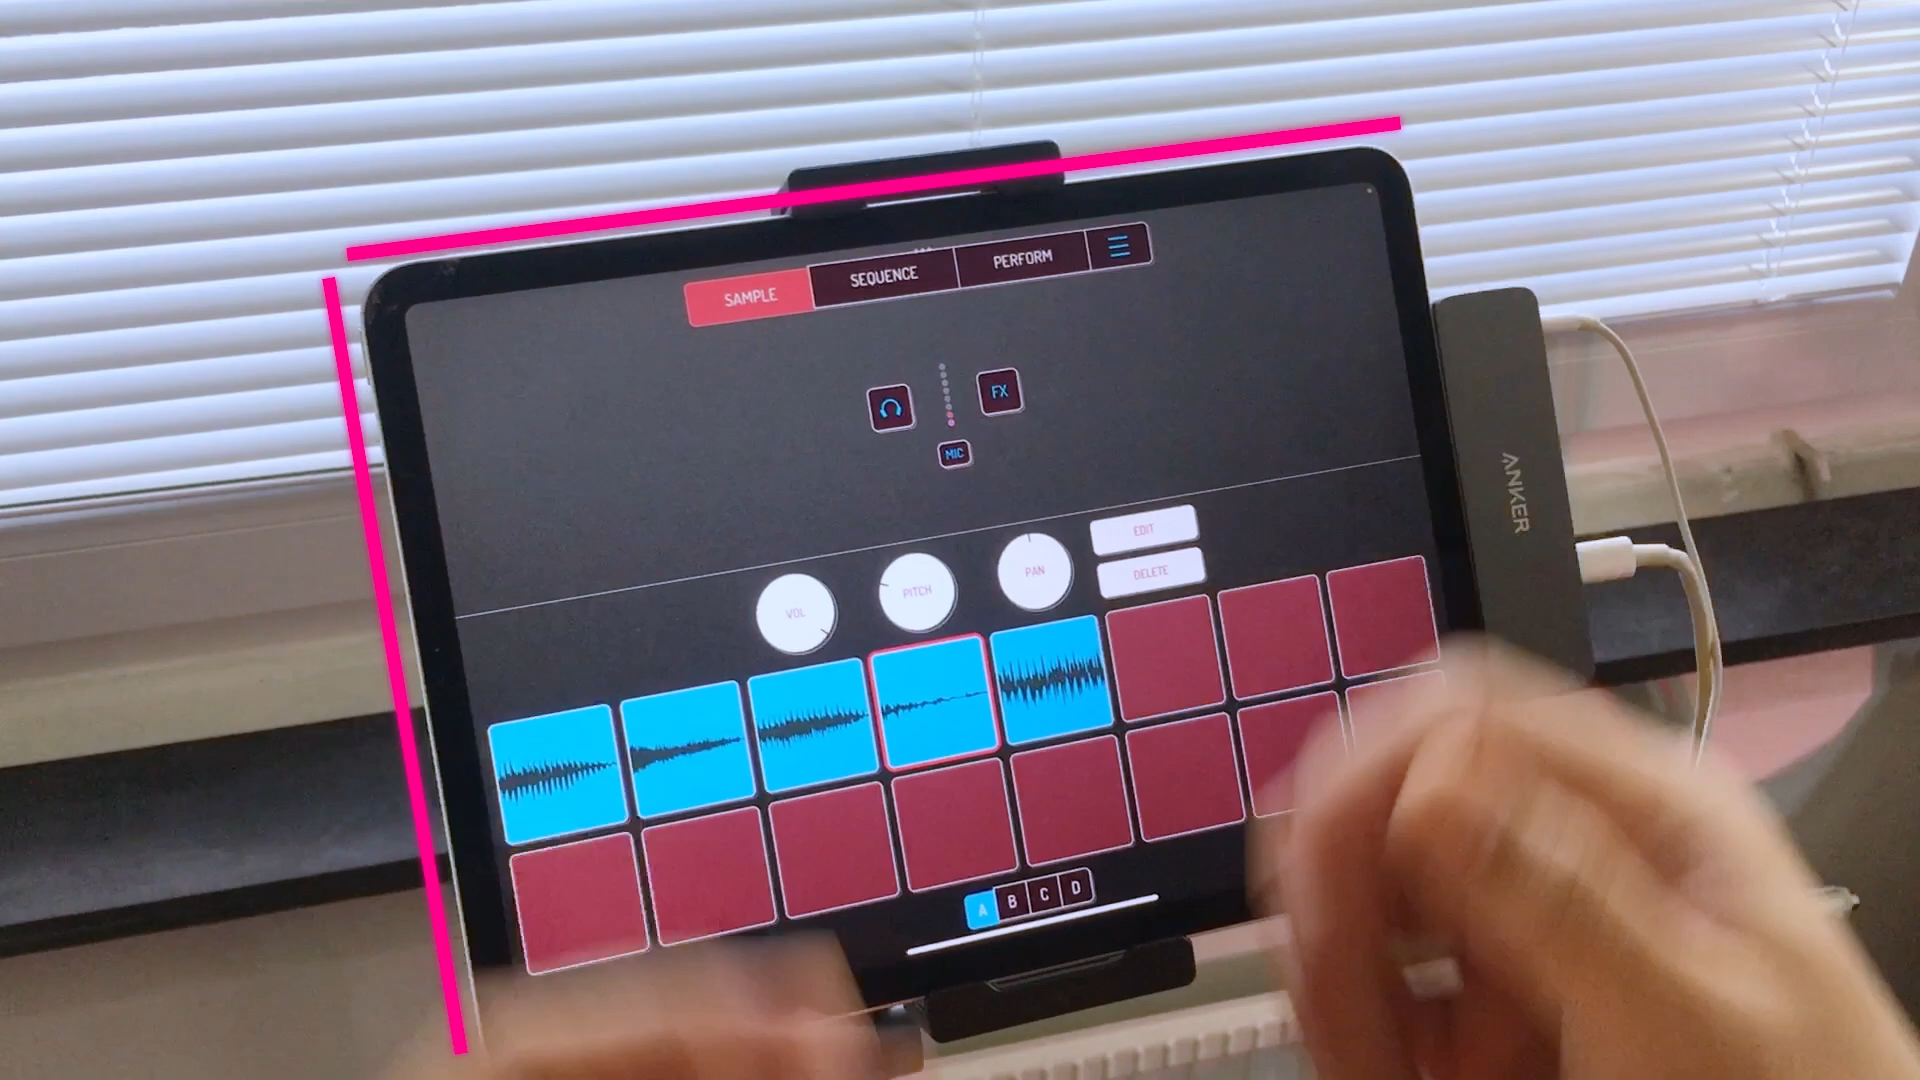 SAMPLE SEQUENCE PERFORM
FX
MIC
EDIT
VOL PITCH PAN
DELETE
A B C D
ANKER